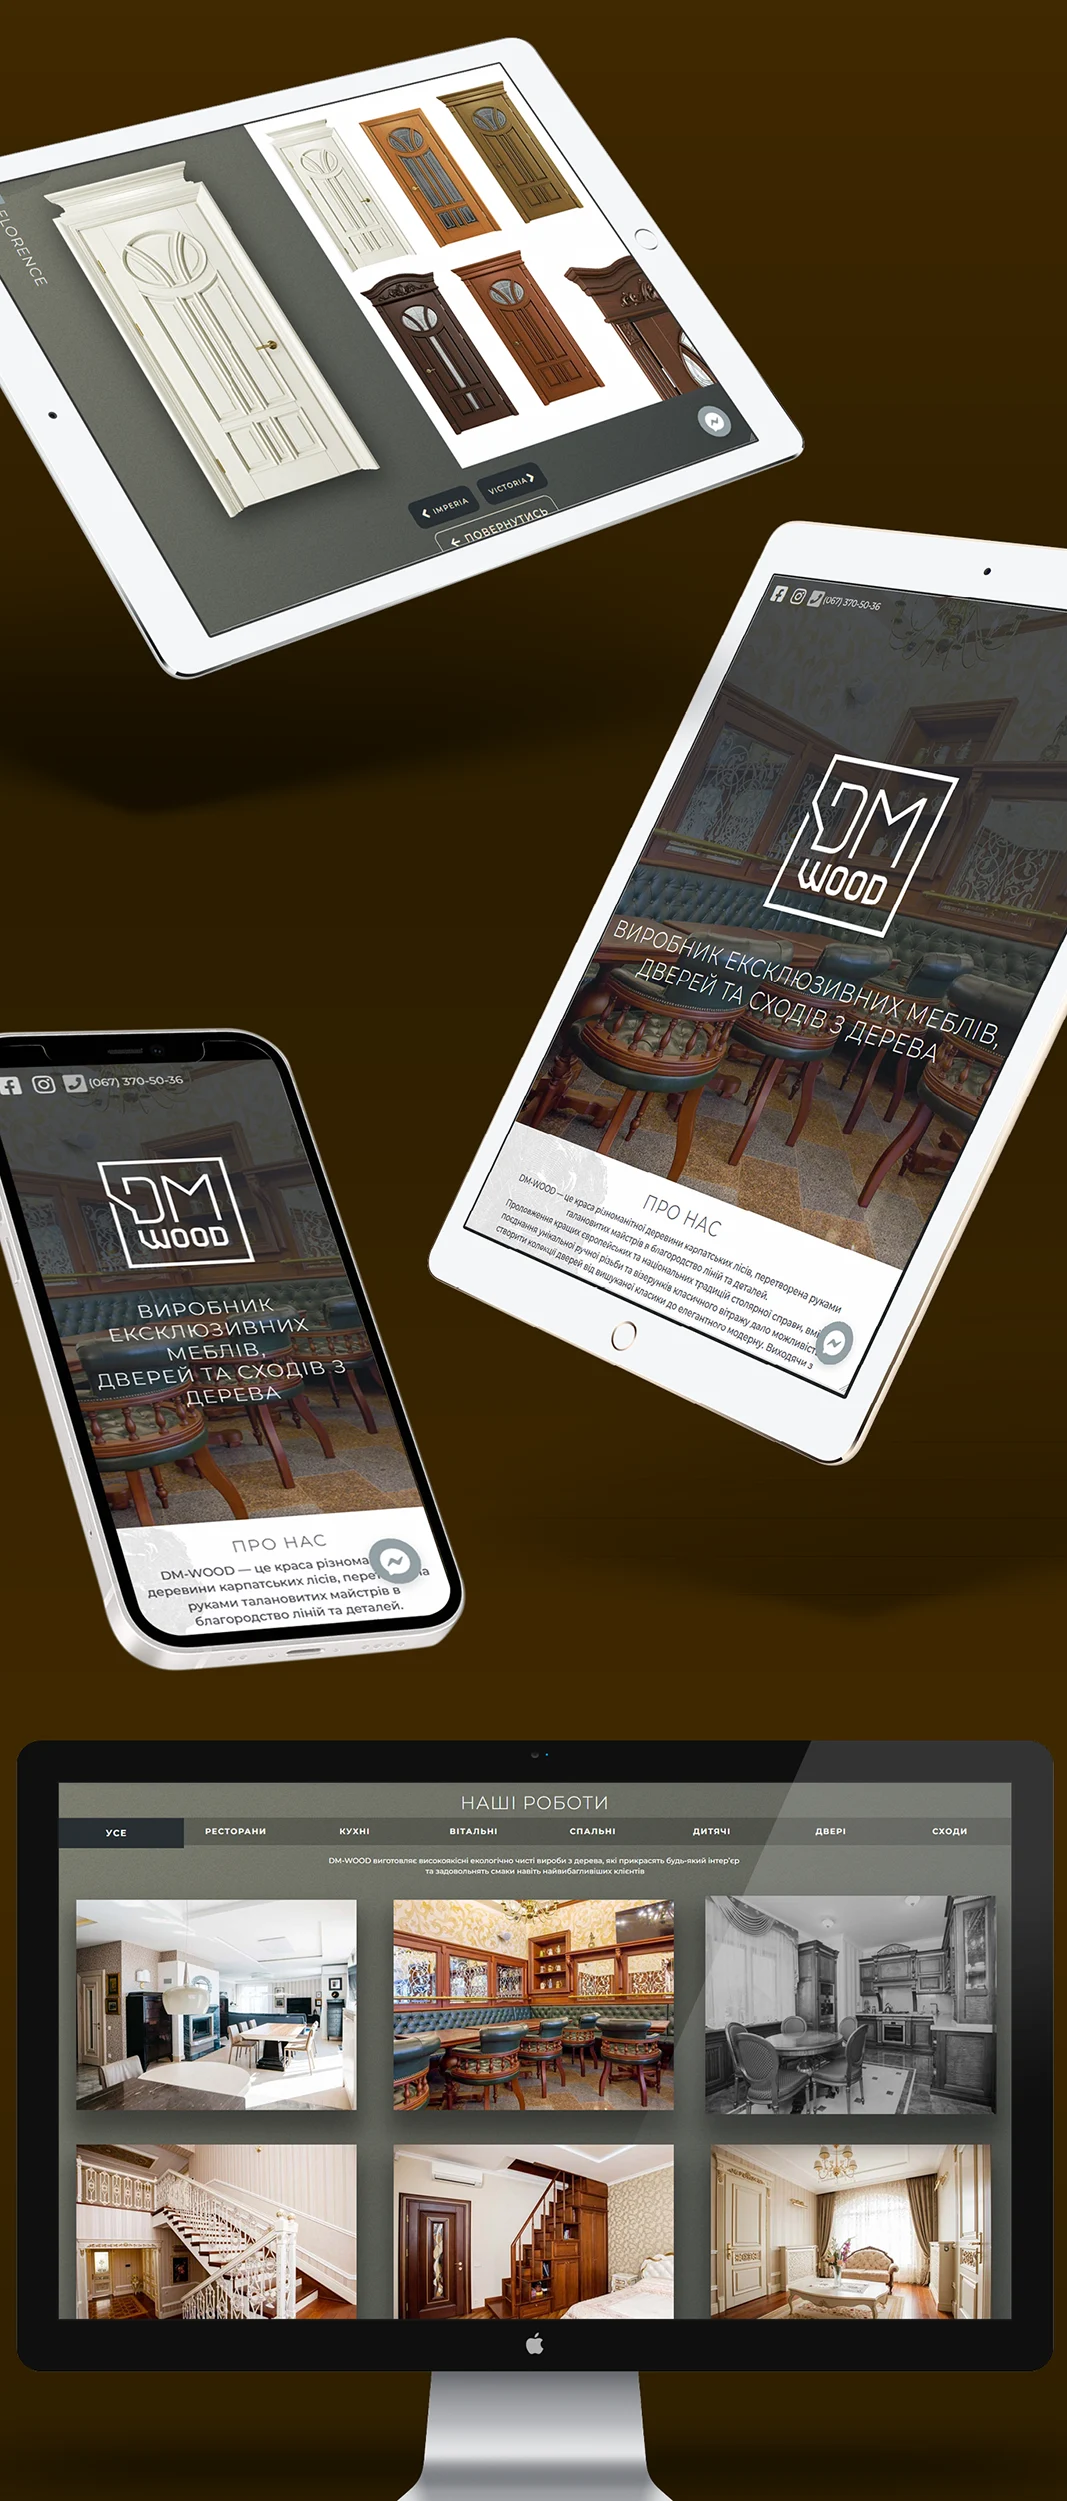 FLORENCE
IMPERIA
VICTORIA
ПОВЕРНУТИСЬ
(067) 370-50-36
DM
WOOD
ВИРОБНИК ЕКСКЛЮЗИВНИХ МЕБЛІВ,
ДВЕРЕЙ ТА СХОДІВ З ДЕРЕВА
ПРО НАС
DM-WOOD — це краса різноманітної деревини карпатських лісів, перетворена руками
талановитих майстрів в благородство ліній та деталей.
Продовження кращих європейських та національних традицій столярної справи, вмі
поєднання унікальної ручної різьби та візерунків класичного вітражу дало можливіст
створити колекції дверей від вишуканої класики до елегантного модерну. Виходячи з
(067) 370-50-36
DM
WOOD
ВИРОБНИК
ЕКСКЛЮЗИВНИХ
МЕБЛІВ,
ДВЕРЕЙ ТА СХОДІВ З
ДЕРЕВА
ПРО НАС
DM-WOOD — це краса різнома
деревини карпатських лісів, пере на
руками талановитих майстрів в
благородство ліній та деталей.
НАШІ РОБОТИ
УСЕ РЕСТОРАНИ КУХНІ ВІТАЛЬНІ СПАЛЬНІ ДИТЯЧІ ДВЕРІ СХОДИ
DM-WOOD виготовляє високоякісні екологічно чисті вироби з дерева, які прикрасять будь-який інтер'єр
та задовольнять смаки навіть найвибагливіших клієнтів